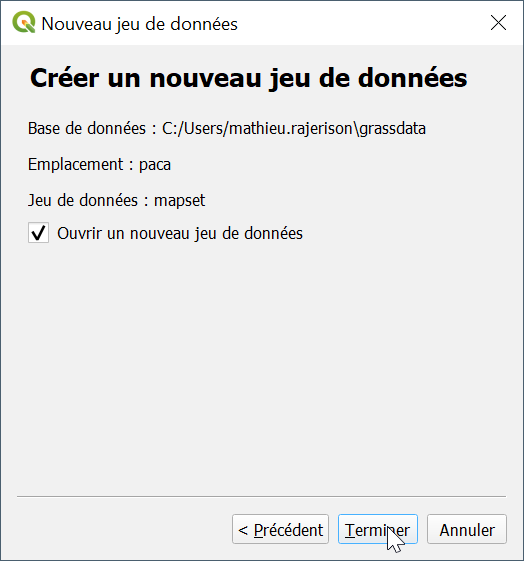 Nouveau jeu de données
Créer un nouveau jeu de données
Base de données : C:/Users/mathieu.rajerison\grassdata
Emplacement : paca
Jeu de données : mapset
Ouvrir un nouveau jeu de données
< Précédent Terminer Annuler